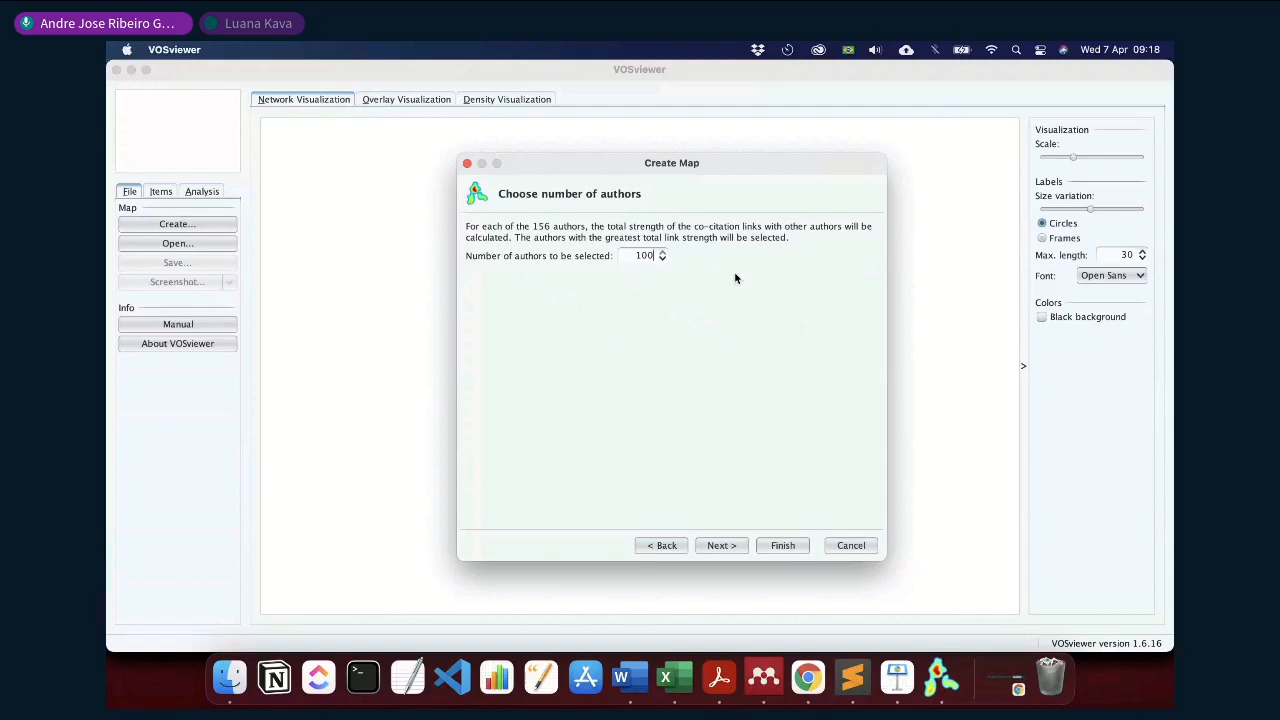 Andre Jose Ribeiro G...
Luana Kava
VOSviewer
Wed 7 Apr 09:18
VOSviewer
Network Visualization
Overlay Visualization
Density Visualization
File
Items
Analysis
Map
Create...
Open...
Save...
Screenshot...
Info
Manual
About VOSviewer
Create Map
Choose number of authors
For each of the 156 authors, the total strength of the co-citation links with other authors will be
calculated. The authors with the greatest total link strength will be selected.
Number of authors to be selected: 100
< Back
Next >
Finish
Cancel
>
Visualization
Scale:
Labels
Size variation:
Circles
Frames
Max. length: 30
Font: Open Sans
Colors
Black background
VOSviewer version 1.6.16